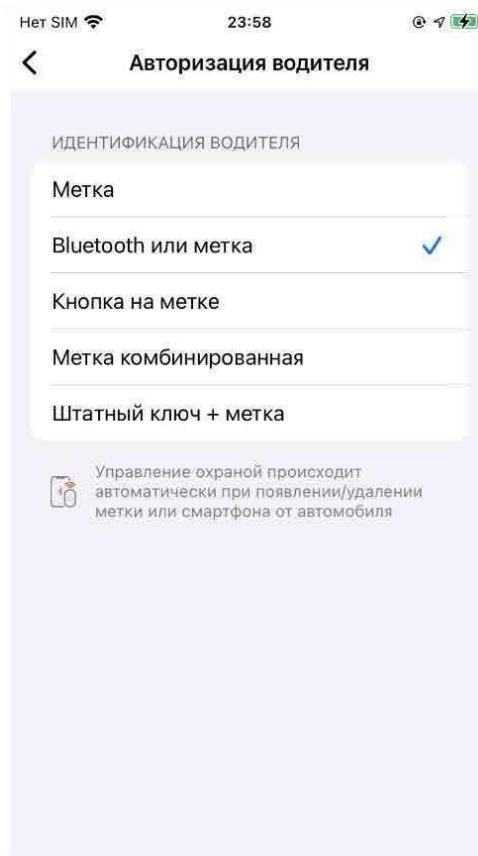 Нет SIM 23:58
Авторизация водителя
ИДЕНТИФИКАЦИЯ ВОДИТЕЛЯ
Метка
Bluetooth или метка
Кнопка на метке
Метка комбинированная
Штатный ключ + метка
Управление охраной происходит
автоматически при появлении/удалении
метки или смартфона от автомобиля